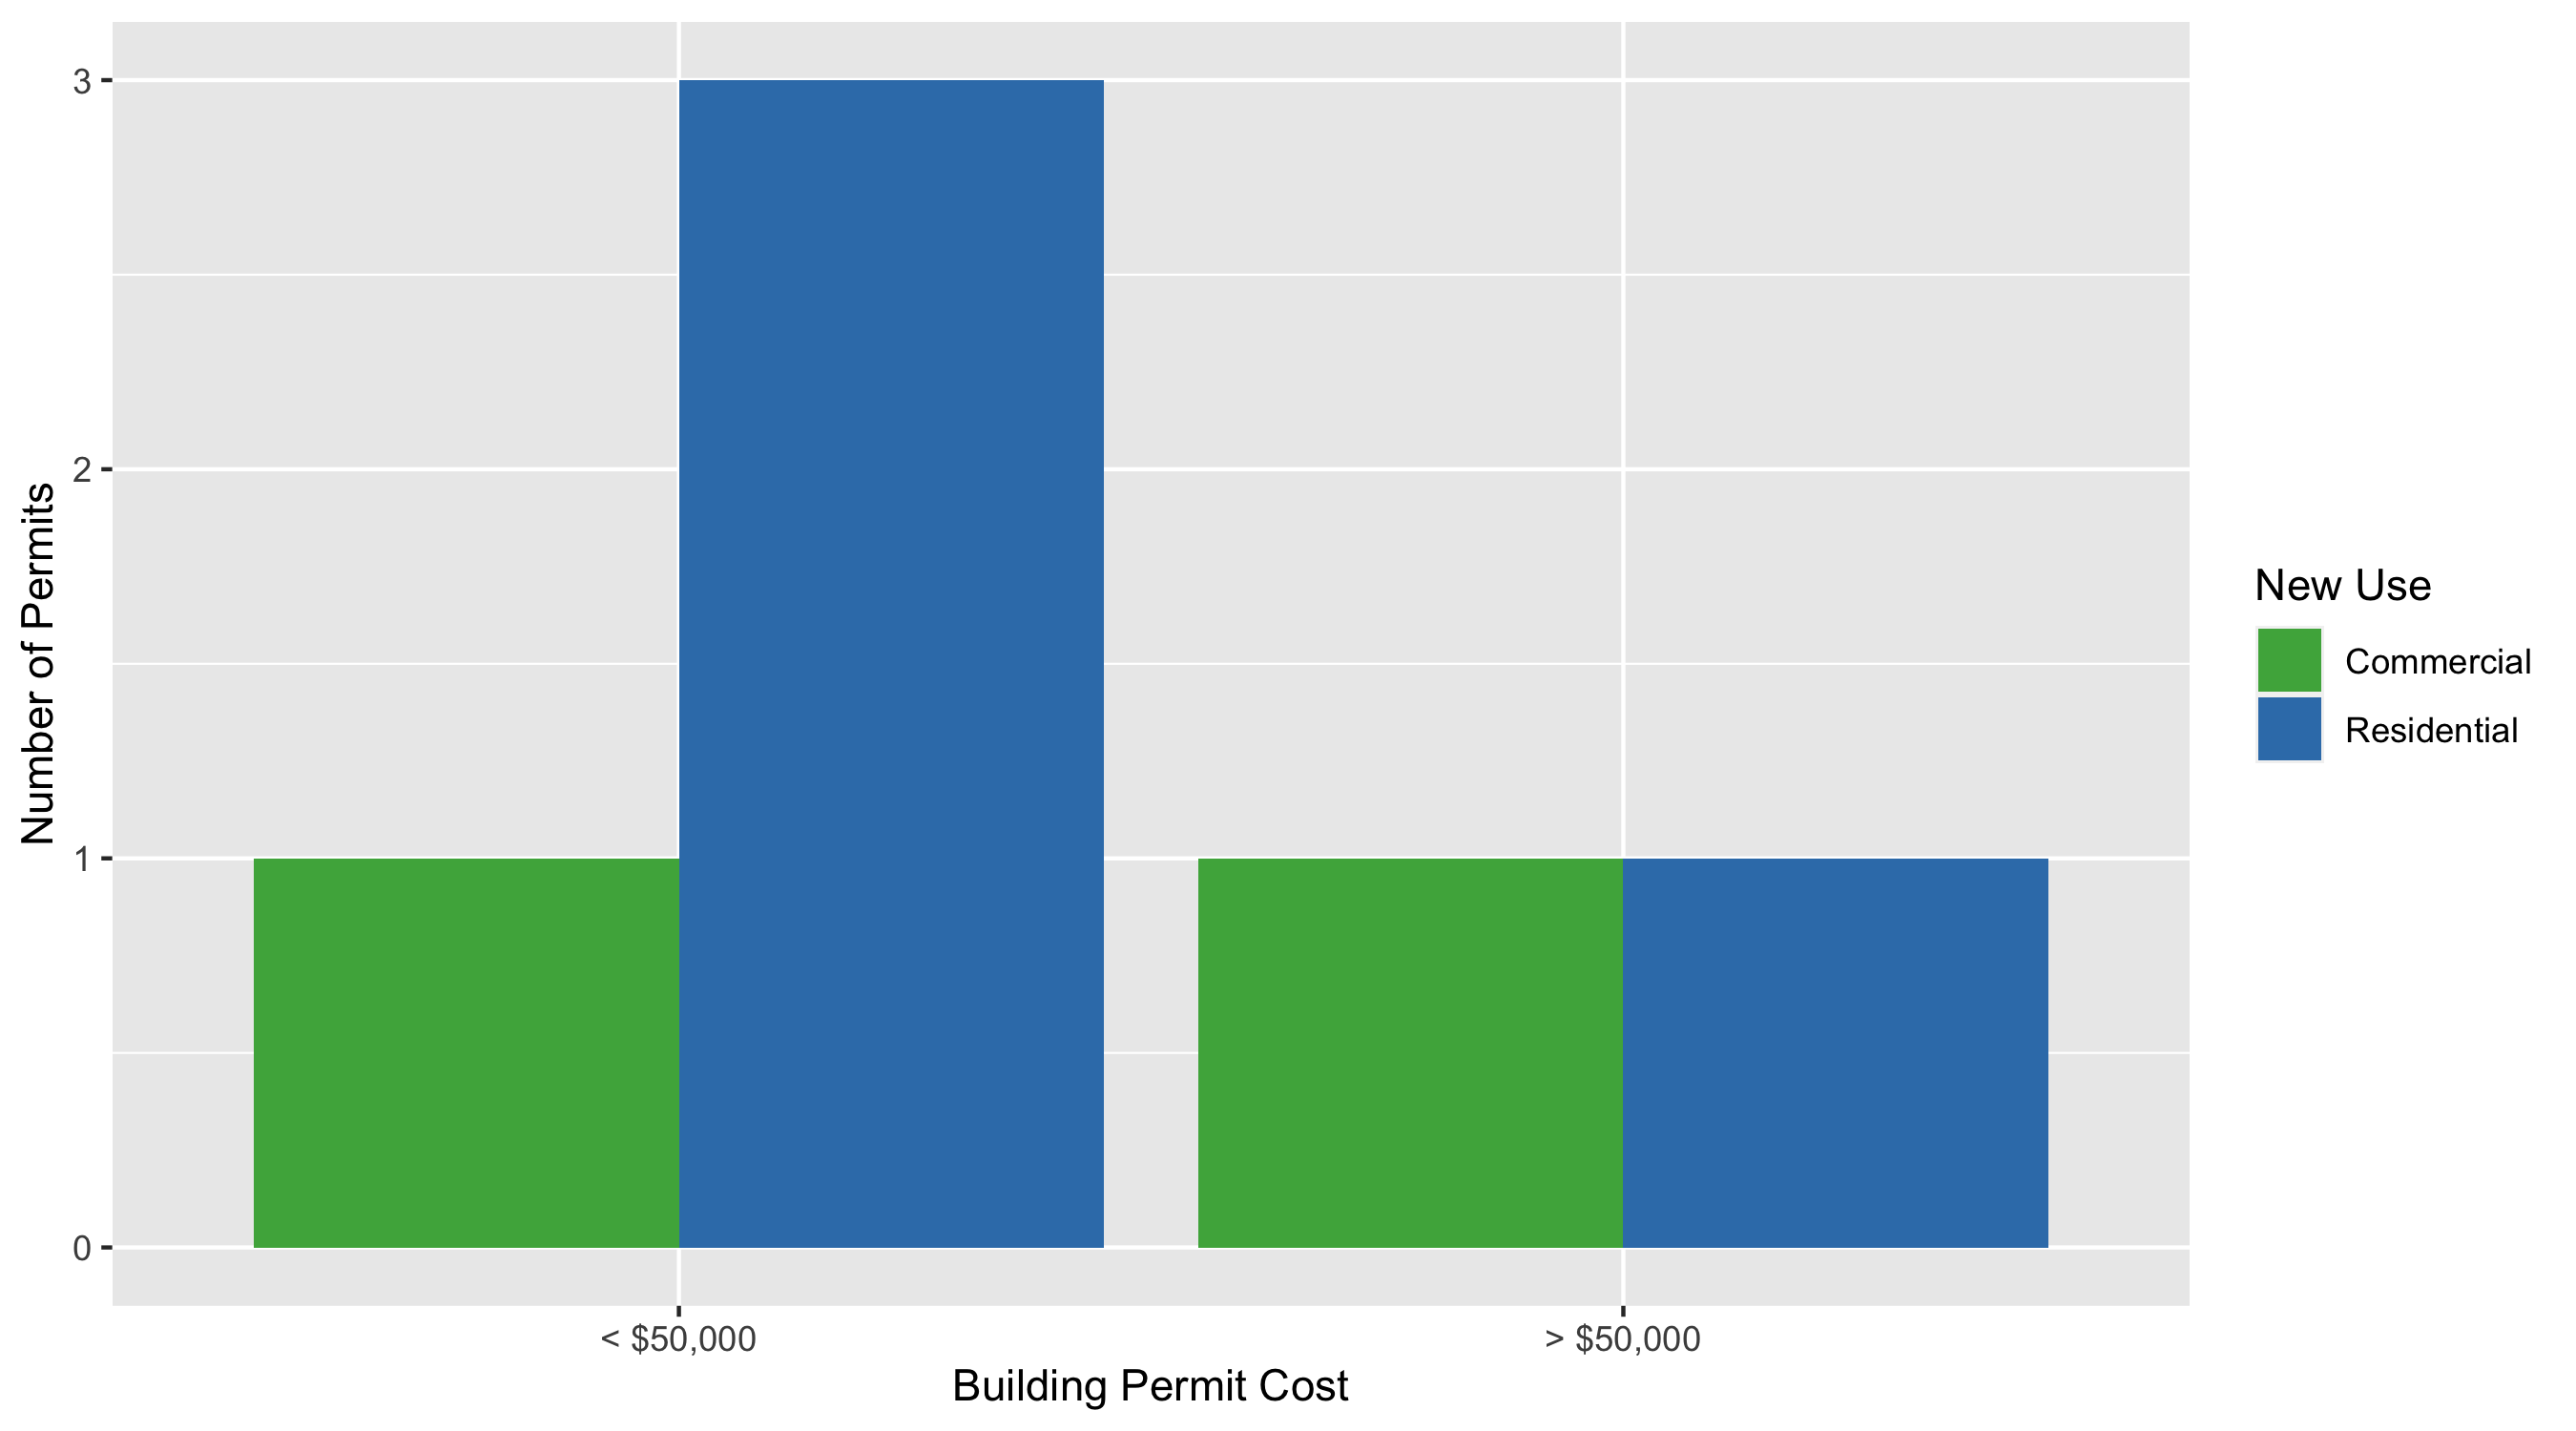 3
2
1
0
Number of Permits
< $50,000
> $50,000
Building Permit Cost
New Use
Commercial
Residential